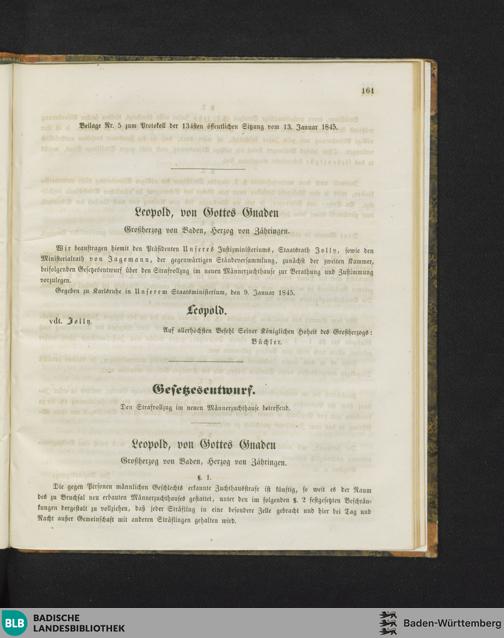 161
Beilage Nr. 5 zum Protokoll der 134sten öffentlichen Sitzung vom 13. Januar 1845.
Leopold, von Gottes Gnaden
Großherzog von Baden, Herzog von Zähringen.
Wir beauftragen hiemit den Präsidenten Unseres Justizministeriums, Staatsrath Jolly, sowie den
Ministerialrath von Jagemann, der gegenwärtigen Ständeversammlung, zunächst der zweiten Kammer,
beifolgenden Gesetzesentwurf über den Strafvollzug im neuen Männerzuchthause zur Berathung und Zustimmung
vorzulegen.
Gegeben zu Karlsruhe in Unserem Staatsministerium, den 9. Januar 1845.
Leopold.
vdt. Jolly.
Auf allerhöchsten Befehl Seiner Königlichen Hoheit des Großherzogs:
Büchler.
Gesetzesentwurf.
Den Strafvollzug im neuen Männerzuchthause betreffend.
Leopold, von Gottes Gnaden
Großherzog von Baden, Herzog von Zähringen.
§. 1.
Die gegen Personen männlichen Geschlechts erkannte Zuchthausstrafe ist künftig, so weit es der Raum
des zu Bruchsal neu erbauten Männerzuchthauses gestattet, unter den im folgenden §. 2 festgesetzten Beschrän-
kungen dergestalt zu vollziehen, daß jeder Sträfling in eine besondere Zelle gebracht und hier bei Tag und
Nacht außer Gemeinschaft mit anderen Sträflingen gehalten wird.
BLB
BADISCHE
LANDESBIBLIOTHEK
Baden-Württemberg